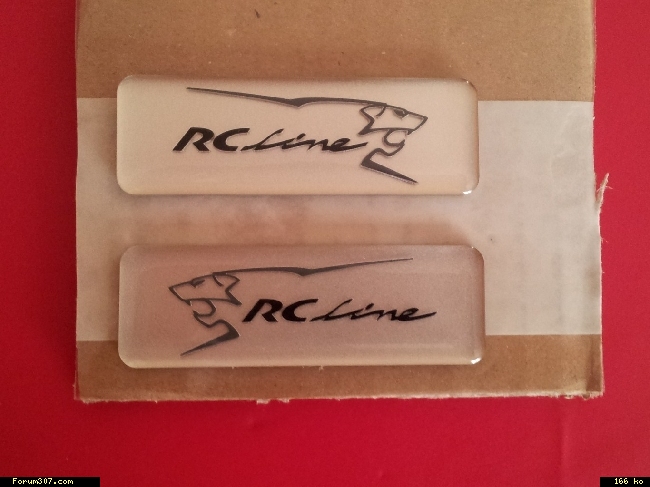 RC Line
RC Line
Forum307.com
166 ko